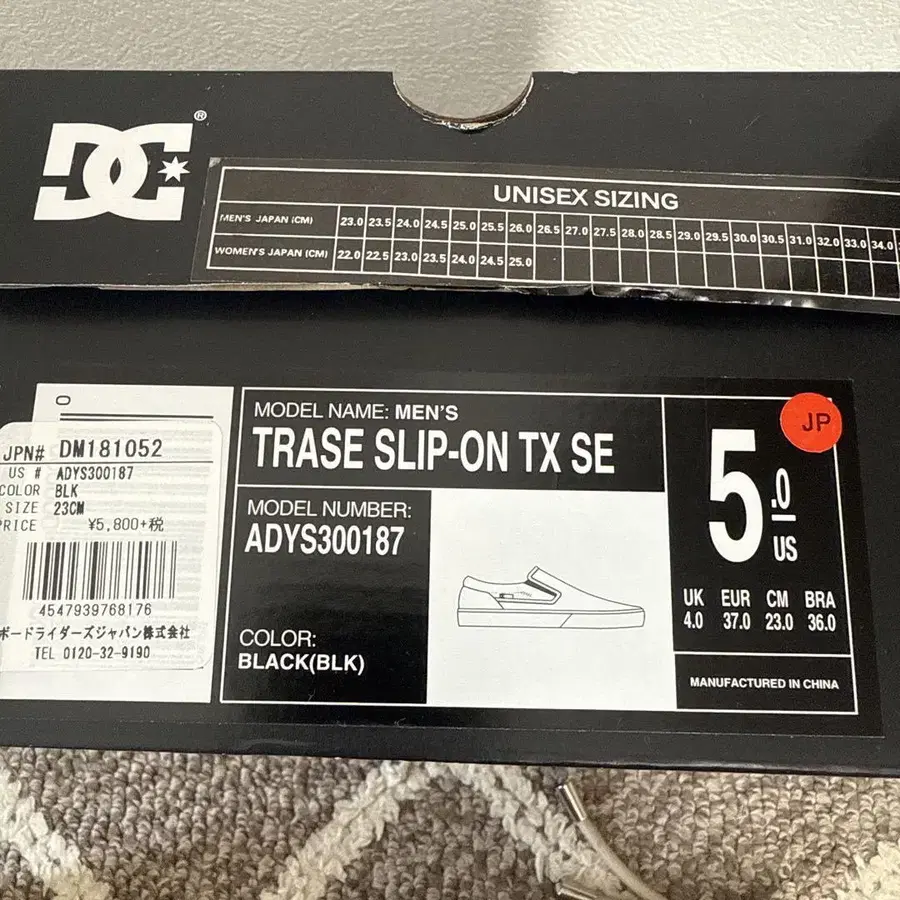 DC®
UNISEX SIZING
MEN'S JAPAN (CM) 23.0 23.5 24.0 24.5 25.0 25.5 26.0 26.5 27.0 27.5 28.0 28.5 29.0 29.5 30.0 30.5 31.0 32.0 33.0 34.0
WOMEN'S JAPAN (CM) 22.0 22.5 23.0 23.5 24.0 24.5 25.0
JPN# DM181052
US # ADYS300187
COLOR BLK
SIZE 23CM
PRICE ¥5,800+税
4547939768176
ボードライダーズジャパン株式会社
TEL 0120-32-9190
MODEL NAME: MEN'S
TRASE SLIP-ON TX SE
MODEL NUMBER:
ADYS300187
COLOR:
BLACK(BLK)
JP
5.0
US
UK EUR CM BRA
4.0 37.0 23.0 36.0
MANUFACTURED IN CHINA